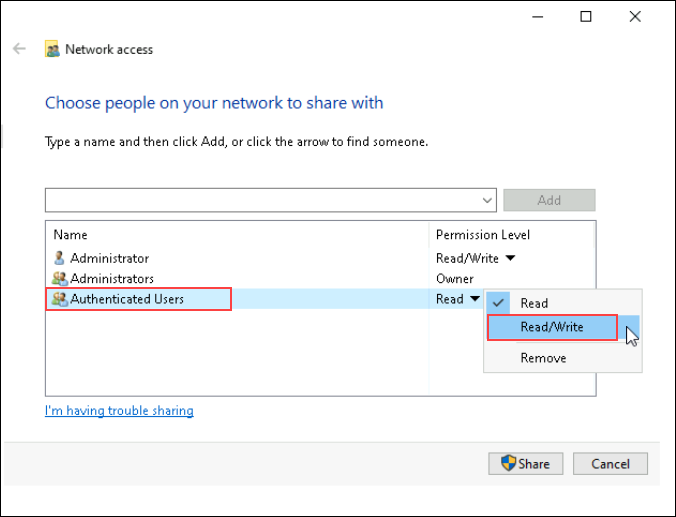 Network access
Choose people on your network to share with
Type a name and then click Add, or click the arrow to find someone.
Add
Name Permission Level
Administrator Read/Write
Administrators Owner
Authenticated Users Read
Read
Read/Write
Remove
I'm having trouble sharing
Share Cancel